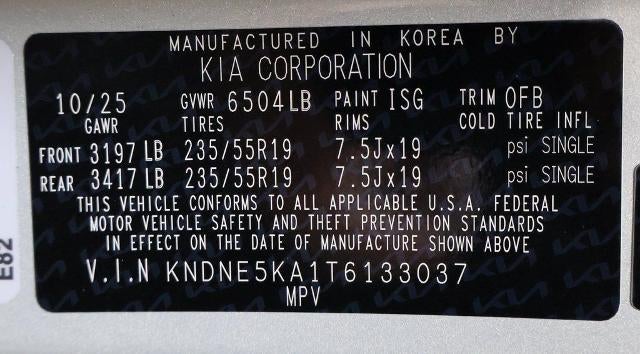 MANUFACTURED IN KOREA BY
KIA CORPORATION
10/25 GVWR 6504LB PAINT ISG TRIM OFB
GAWR TIRES RIMS COLD TIRE INFL
FRONT 3197 LB 235/55R19 7.5Jx19 psi SINGLE
REAR 3417 LB 235/55R19 7.5Jx19 psi SINGLE
THIS VEHICLE CONFORMS TO ALL APPLICABLE U.S.A. FEDERAL
MOTOR VEHICLE SAFETY AND THEFT PREVENTION STANDARDS
IN EFFECT ON THE DATE OF MANUFACTURE SHOWN ABOVE
V.I.N KNDNE5KA1T6133037
MPV
E82